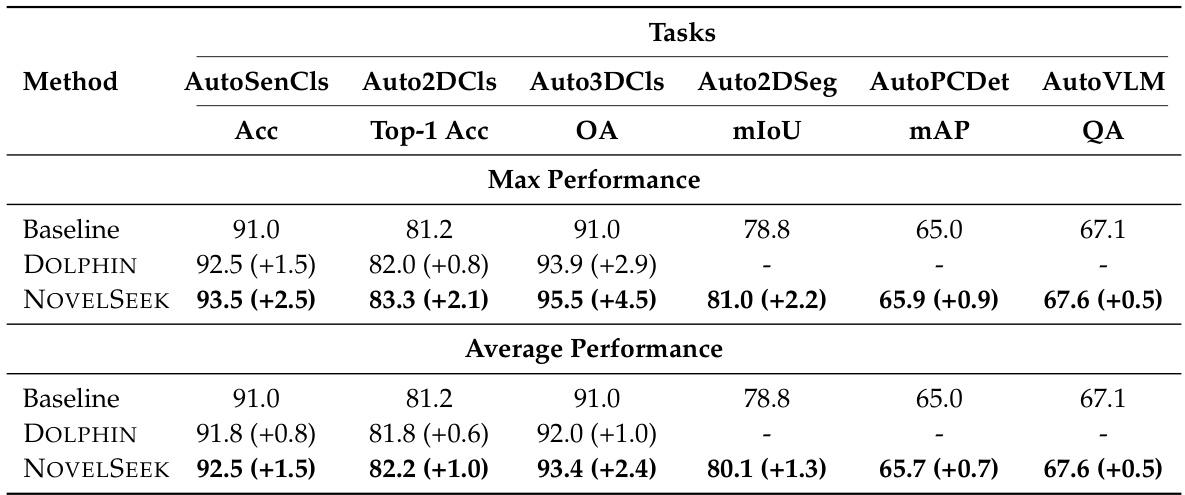 Tasks
Method AutoSenCls Auto2DCls Auto3DCls Auto2DSeg AutoPCDet AutoVLM
Acc Top-1 Acc OA mIoU mAP QA
Max Performance
Baseline 91.0 81.2 91.0 78.8 65.0 67.1
DOLPHIN 92.5 (+1.5) 82.0 (+0.8) 93.9 (+2.9) - - -
NOVELSEEK 93.5 (+2.5) 83.3 (+2.1) 95.5 (+4.5) 81.0 (+2.2) 65.9 (+0.9) 67.6 (+0.5)
Average Performance
Baseline 91.0 81.2 91.0 78.8 65.0 67.1
DOLPHIN 91.8 (+0.8) 81.8 (+0.6) 92.0 (+1.0) - - -
NOVELSEEK 92.5 (+1.5) 82.2 (+1.0) 93.4 (+2.4) 80.1 (+1.3) 65.7 (+0.7) 67.6 (+0.5)